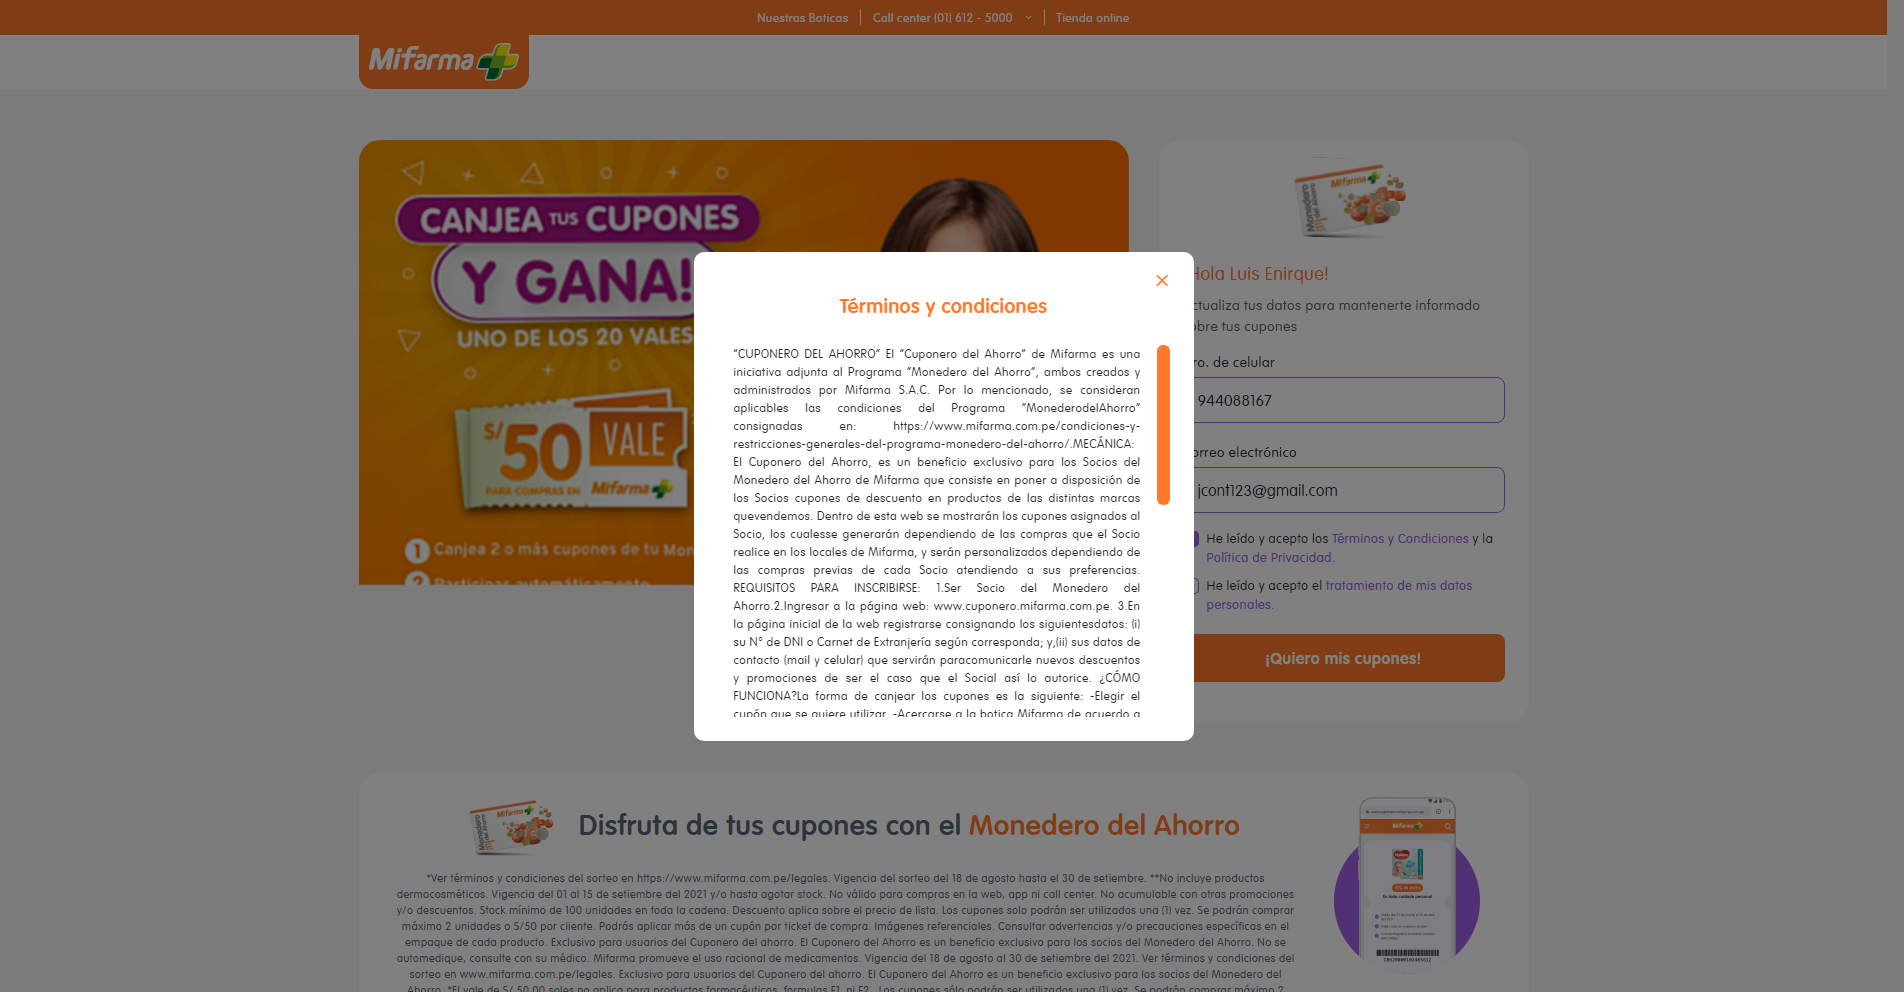 Nuestras Boticas
Call center (01) 612 - 5000
Tienda online
Mifarma
CANJEA TUS CUPONES
Y GANA!
UNO DE LOS 20 VALES
S/50 VALE
PARA COMPRAS EN Mifarma
1 Canjea 2 o más cupones de tu Mon
2 Participas automáticamente
Términos y condiciones
"CUPONERO DEL AHORRO" El "Cuponero del Ahorro" de Mifarma es una
iniciativa adjunta al Programa "Monedero del Ahorro", ambos creados y
administrados por Mifarma S.A.C. Por lo mencionado, se consideran
aplicables las condiciones del Programa "MonederodelAhorro"
consignadas en: https://www.mifarma.com.pe/condiciones-y-
restricciones-generales-del-programa-monedero-del-ahorro/.MECÁNICA:
El Cuponero del Ahorro, es un beneficio exclusivo para los Socios del
Monedero del Ahorro de Mifarma que consiste en poner a disposición de
los Socios cupones de descuento en productos de las distintas marcas
quevendemos. Dentro de esta web se mostrarán los cupones asignados al
Socio, los cualesse generarán dependiendo de las compras que el Socio
realice en los locales de Mifarma, y serán personalizados dependiendo de
las compras previas de cada Socio atendiendo a sus preferencias.
REQUISITOS PARA INSCRIBIRSE: 1.Ser Socio del Monedero del
Ahorro.2.Ingresar a la página web: www.cuponero.mifarma.com.pe. 3.En
la página inicial de la web registrarse consignando los siguientesdatos: (i)
su N° de DNI o Carnet de Extranjería según corresponda; y,(ii) sus datos de
contacto (mail y celular) que servirán paracomunicarle nuevos descuentos
y promociones de ser el caso que el Social así lo autorice. ¿CÓMO
FUNCIONA?La forma de canjear los cupones es la siguiente: -Elegir el
cupón que se quiere utilizar. -Acercarse a la botica Mifarma de acuerdo a
Monedero del Ahorro
Mifarma
Hola Luis Enirque!
ctualiza tus datos para mantenerte informado
obre tus cupones
ro. de celular
944088167
orreo electrónico
jcont123@gmail.com
He leído y acepto los Términos y Condiciones y la
Política de Privacidad.
He leído y acepto el tratamiento de mis datos
personales.
¡Quiero mis cupones!
Monedero del Ahorro
Mifarma
Disfruta de tus cupones con el Monedero del Ahorro
*Ver términos y condiciones del sorteo en https://www.mifarma.com.pe/legales. Vigencia del sorteo del 18 de agosto hasta el 30 de setiembre. **No incluye productos
dermocosméticos. Vigencia del 01 al 15 de setiembre del 2021 y/o hasta agotar stock. No válido para compras en la web, app ni call center. No acumulable con otras promociones
y/o descuentos. Stock mínimo de 100 unidades en toda la cadena. Descuento aplica sobre el precio de lista. Los cupones solo podrán ser utilizados una (1) vez. Se podrán comprar
máximo 2 unidades o S/50 por cliente. Podrás aplicar más de un cupón por ticket de compra. Imágenes referenciales. Consultar advertencias y/o precauciones específicas en el
empaque de cada producto. Exclusivo para usuarios del Cuponero del ahorro. El Cuponero del Ahorro es un beneficio exclusivo para los socios del Monedero del Ahorro. No se
automedique, consulte con su médico. Mifarma promueve el uso racional de medicamentos. Vigencia del 18 de agosto al 30 de setiembre del 2021. Ver términos y condiciones del
sorteo en www.mifarma.com.pe/legales. Exclusivo para usuarios del Cuponero del ahorro. El Cuponero del Ahorro es un beneficio exclusivo para los socios del Monedero del
Ahorro. *El vale de S/ 50.00 soles no aplica para productos farmacéuticos, formulas F1, ni F2. Los cupones sólo podrán ser utilizados una (1) vez. Se podrán comprar máximo 2
Mifarma